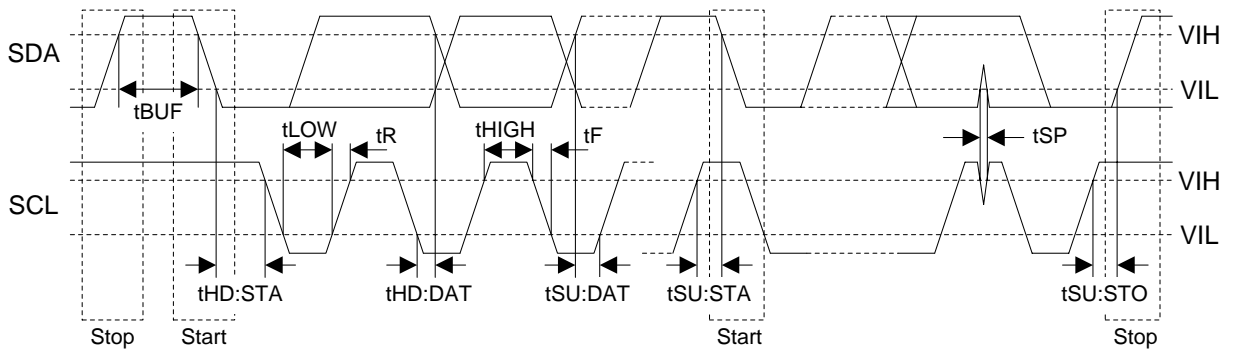 SDA
VIH
VIL
tBUF
tLOW
tR
tHIGH
tF
tSP
SCL
VIH
VIL
tHD:STA
tHD:DAT
tSU:DAT
tSU:STA
tSU:STO
Stop
Start
Start
Stop